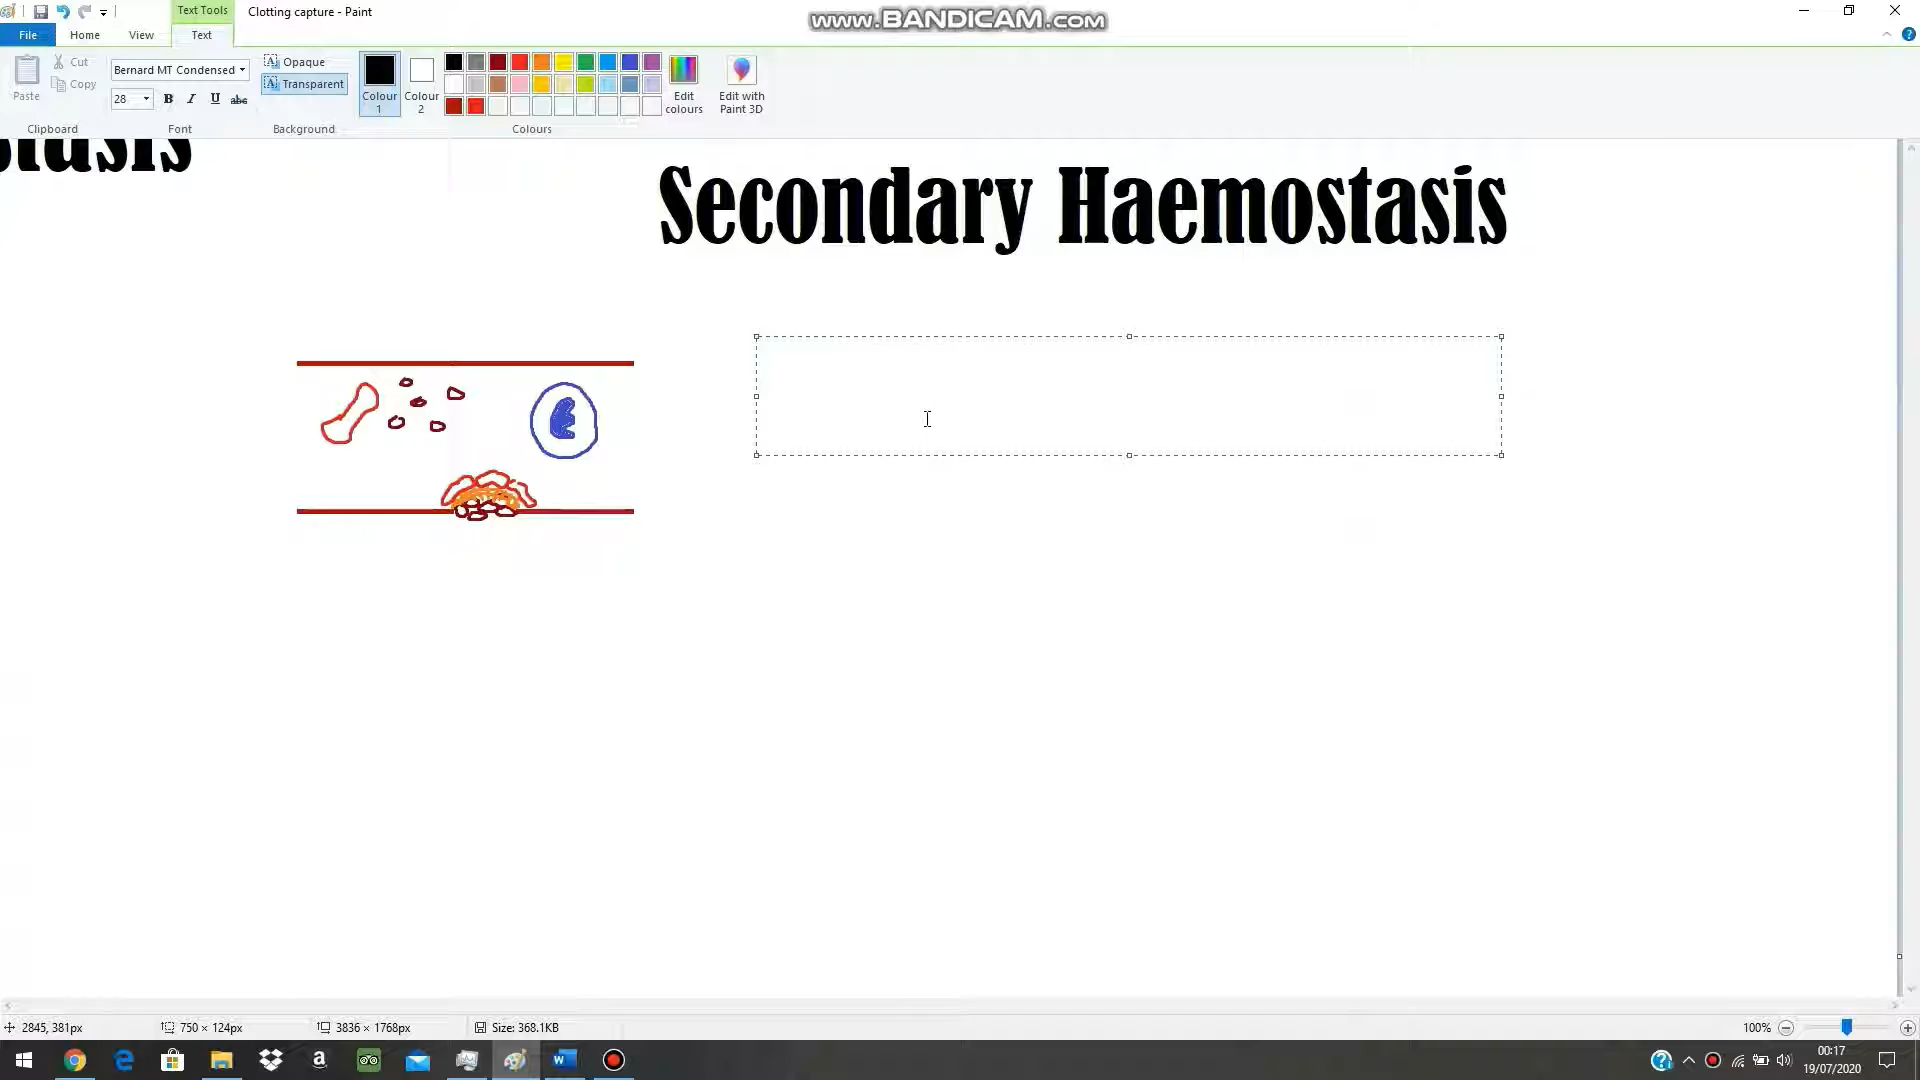 Text Tools
Clotting capture - Paint
www.BANDICAM.com
File
Home
View
Text
Paste
Cut
Copy
Bernard MT Condensed
28
B
I
U
abc
A Opaque
A Transparent
Colour 1
Colour 2
Edit colours
Edit with Paint 3D
Clipboard
Font
Background
Colours
stasis
Secondary Haemostasis
2845, 381px
750 × 124px
3836 × 1768px
Size: 368.1KB
100%
00:17
19/07/2020